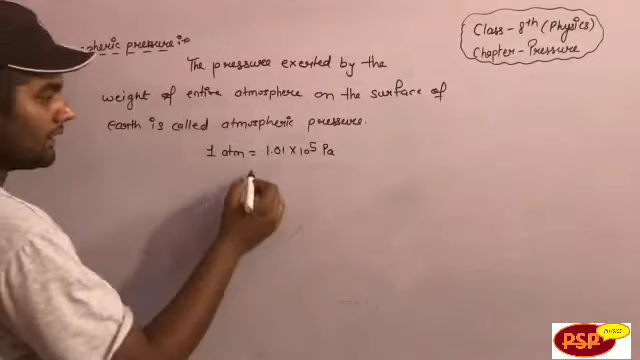 Class - 8th (Physics)
Chapter - Pressure
pheric pressure :-
The pressure exerted by the
weight of entire atmosphere on the surface of
earth is called atmospheric pressure.
1 atm = 1.01 × 10⁵ Pa
PHYSICS
PSP